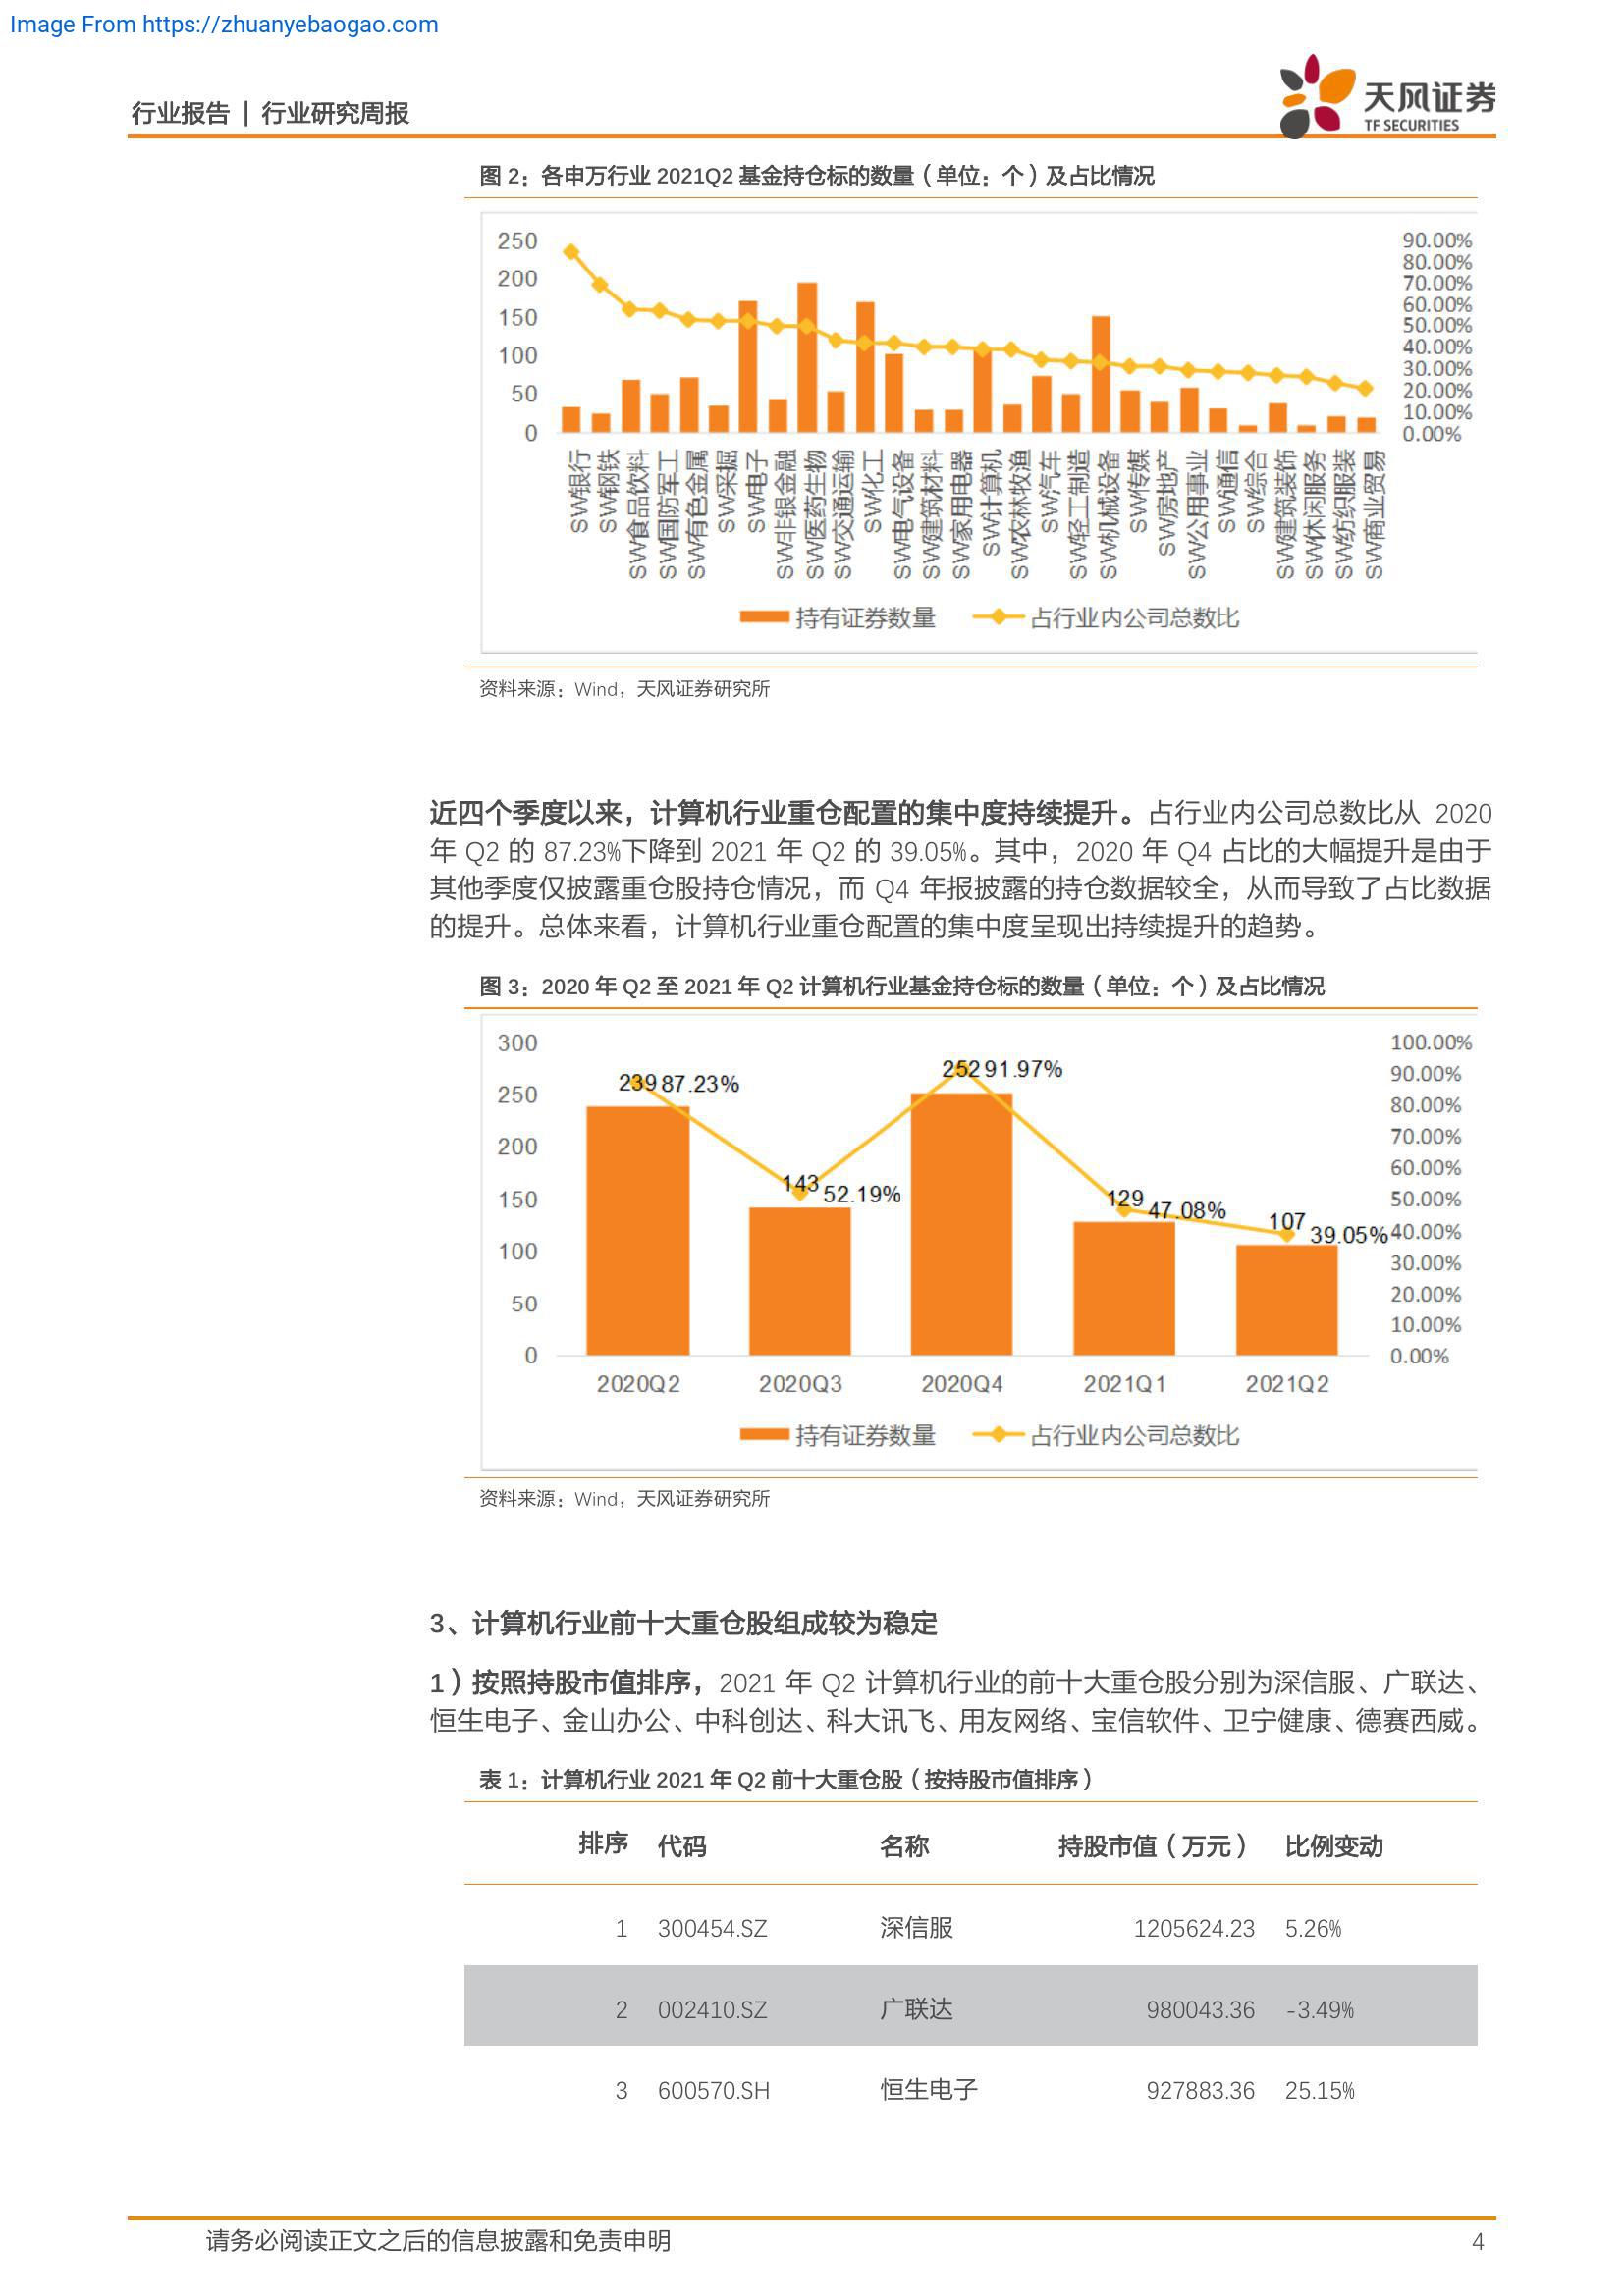 Image From https://zhuanyebaogao.com
行业报告 | 行业研究周报
天风证券
TF SECURITIES
图 2：各申万行业 2021Q2 基金持仓标的数量（单位：个）及占比情况
250
200
150
100
50
0
90.00%
80.00%
70.00%
60.00%
50.00%
40.00%
30.00%
20.00%
10.00%
0.00%
SW银行
SW钢铁
SW食品饮料
SW国防军工
SW有色金属
SW采掘
SW电子
SW非银金融
SW医药生物
SW交通运输
SW化工
SW电气设备
SW建筑材料
SW家用电器
SW计算机
SW农林牧渔
SW汽车
SW轻工制造
SW机械设备
SW传媒
SW房地产
SW公用事业
SW通信
SW综合
SW建筑装饰
SW休闲服务
SW纺织服装
SW商业贸易
持有证券数量
占行业内公司总数比
资料来源：Wind，天风证券研究所
近四个季度以来，计算机行业重仓配置的集中度持续提升。占行业内公司总数比从 2020
年 Q2 的 87.23%下降到 2021 年 Q2 的 39.05%。其中，2020 年 Q4 占比的大幅提升是由于
其他季度仅披露重仓股持仓情况，而 Q4 年报披露的持仓数据较全，从而导致了占比数据
的提升。总体来看，计算机行业重仓配置的集中度呈现出持续提升的趋势。
图 3：2020 年 Q2 至 2021 年 Q2 计算机行业基金持仓标的数量（单位：个）及占比情况
300
250
200
150
100
50
0
239 87.23%
143 52.19%
252 91.97%
129 47.08%
107 39.05%
100.00%
90.00%
80.00%
70.00%
60.00%
50.00%
40.00%
30.00%
20.00%
10.00%
0.00%
2020Q2
2020Q3
2020Q4
2021Q1
2021Q2
持有证券数量
占行业内公司总数比
资料来源：Wind，天风证券研究所
3、计算机行业前十大重仓股组成较为稳定
1）按照持股市值排序，2021 年 Q2 计算机行业的前十大重仓股分别为深信服、广联达、
恒生电子、金山办公、中科创达、科大讯飞、用友网络、宝信软件、卫宁健康、德赛西威。
表 1：计算机行业 2021 年 Q2 前十大重仓股（按持股市值排序）
排序 代码 名称 持股市值（万元） 比例变动
1 300454.SZ 深信服 1205624.23 5.26%
2 002410.SZ 广联达 980043.36 -3.49%
3 600570.SH 恒生电子 927883.36 25.15%
请务必阅读正文之后的信息披露和免责申明
4